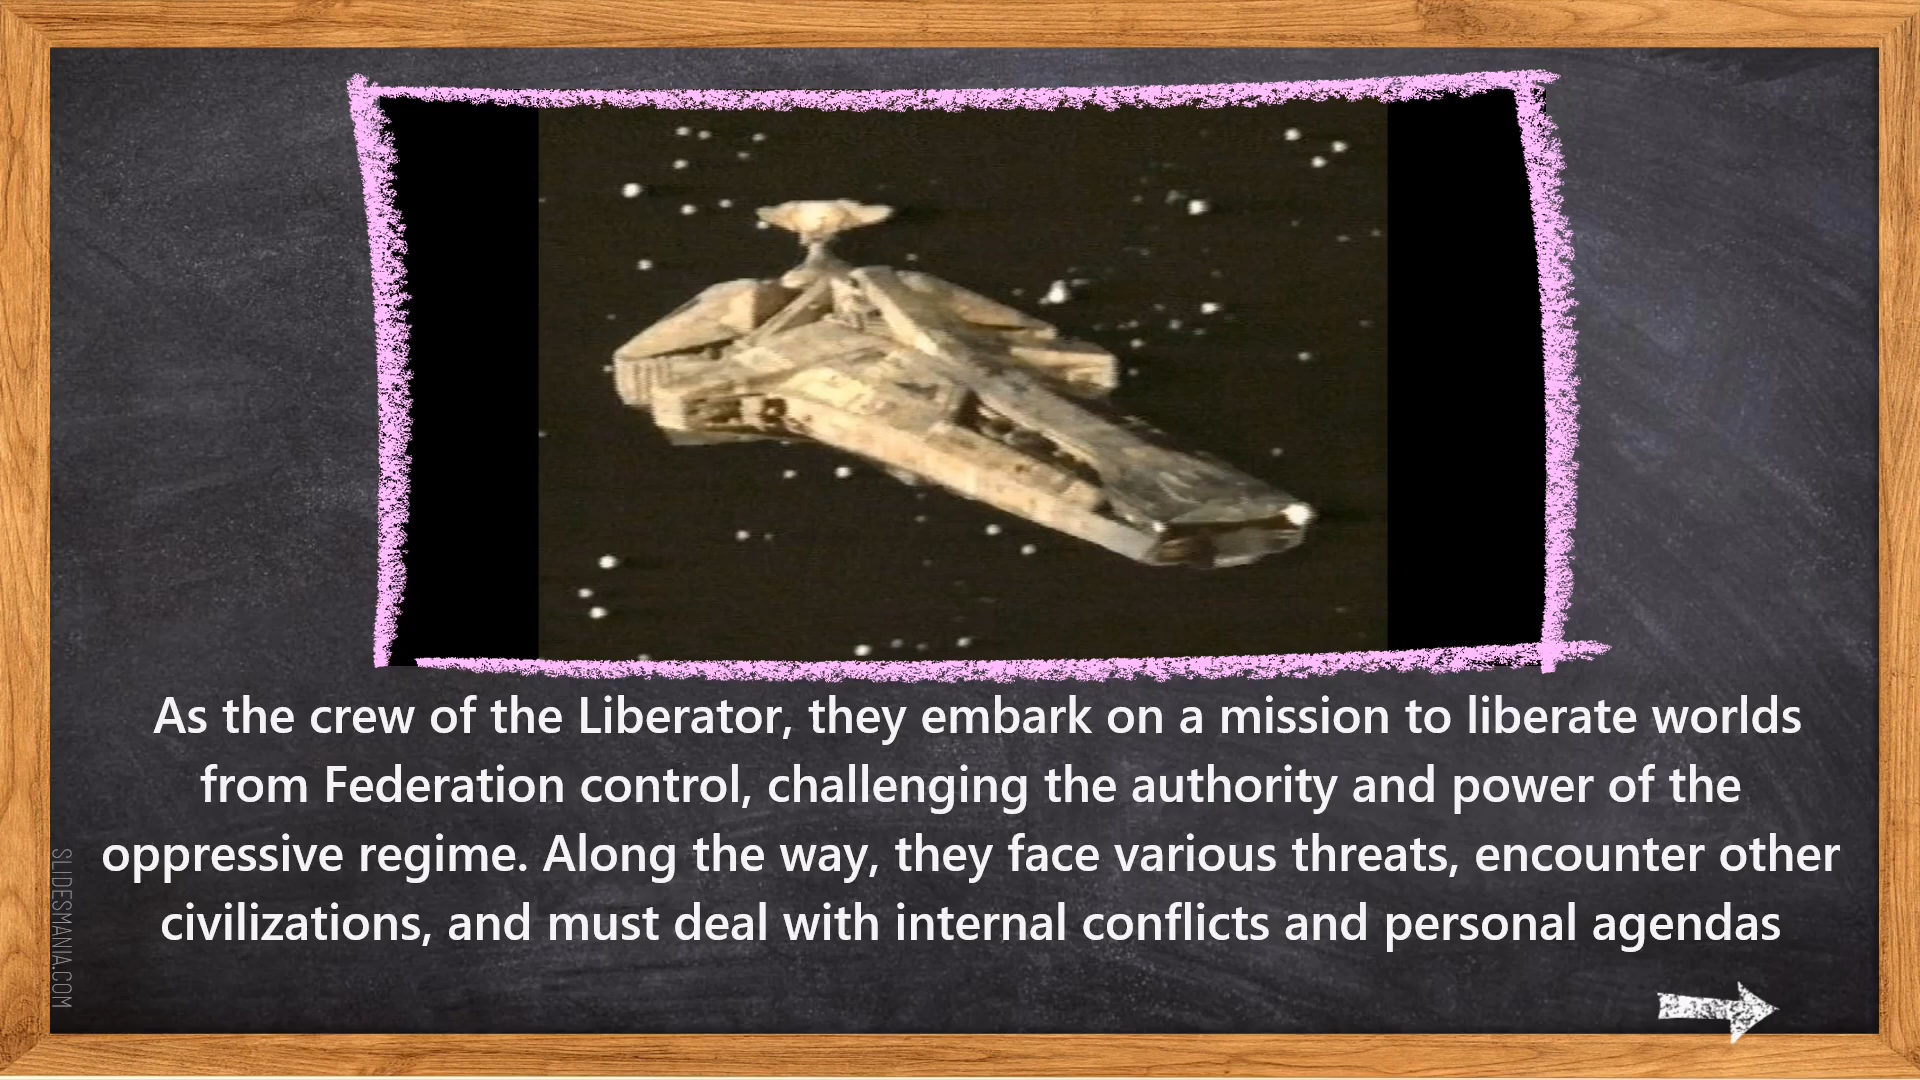 As the crew of the Liberator, they embark on a mission to liberate worlds
from Federation control, challenging the authority and power of the
oppressive regime. Along the way, they face various threats, encounter other
civilizations, and must deal with internal conflicts and personal agendas
SLIDESMANIA.COM